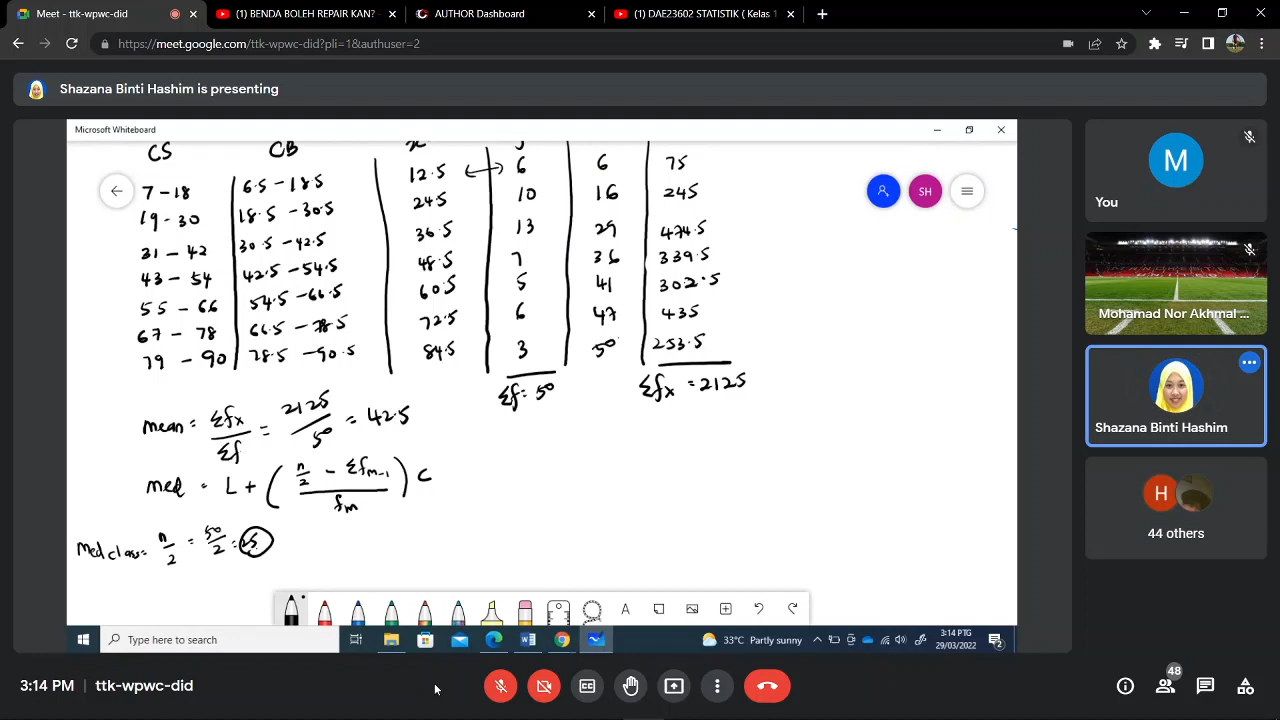 Meet - ttk-wpwc-did
(1) BENDA BOLEH REPAIR KAN? -
AUTHOR Dashboard
(1) DAE23602 STATISTIK ( Kelas 1
https://meet.google.com/ttk-wpwc-did?pli=1&authuser=2
Shazana Binti Hashim is presenting
Microsoft Whiteboard
CS CB x f
7 - 18 6.5 - 18.5 12.5 6 6 75
19 - 30 18.5 - 30.5 24.5 10 16 245
31 - 42 30.5 - 42.5 36.5 13 29 474.5
43 - 54 42.5 - 54.5 48.5 7 36 339.5
55 - 66 54.5 - 66.5 60.5 5 41 302.5
67 - 78 66.5 - 78.5 72.5 6 47 435
79 - 90 78.5 - 90.5 84.5 3 50 253.5
Σf = 50 Σfx = 2125
mean = Σfx / Σf = 2125 / 50 = 42.5
med = L + ( (n/2 - Σfm-1) / fm ) C
Med class = n/2 = 50/2 = 25
SH
M
You
Mohamad Nor Akhmal ...
Shazana Binti Hashim
H
44 others
Type here to search
33°C Partly sunny
3:14 PTG
29/03/2022
2
3:14 PM | ttk-wpwc-did
48